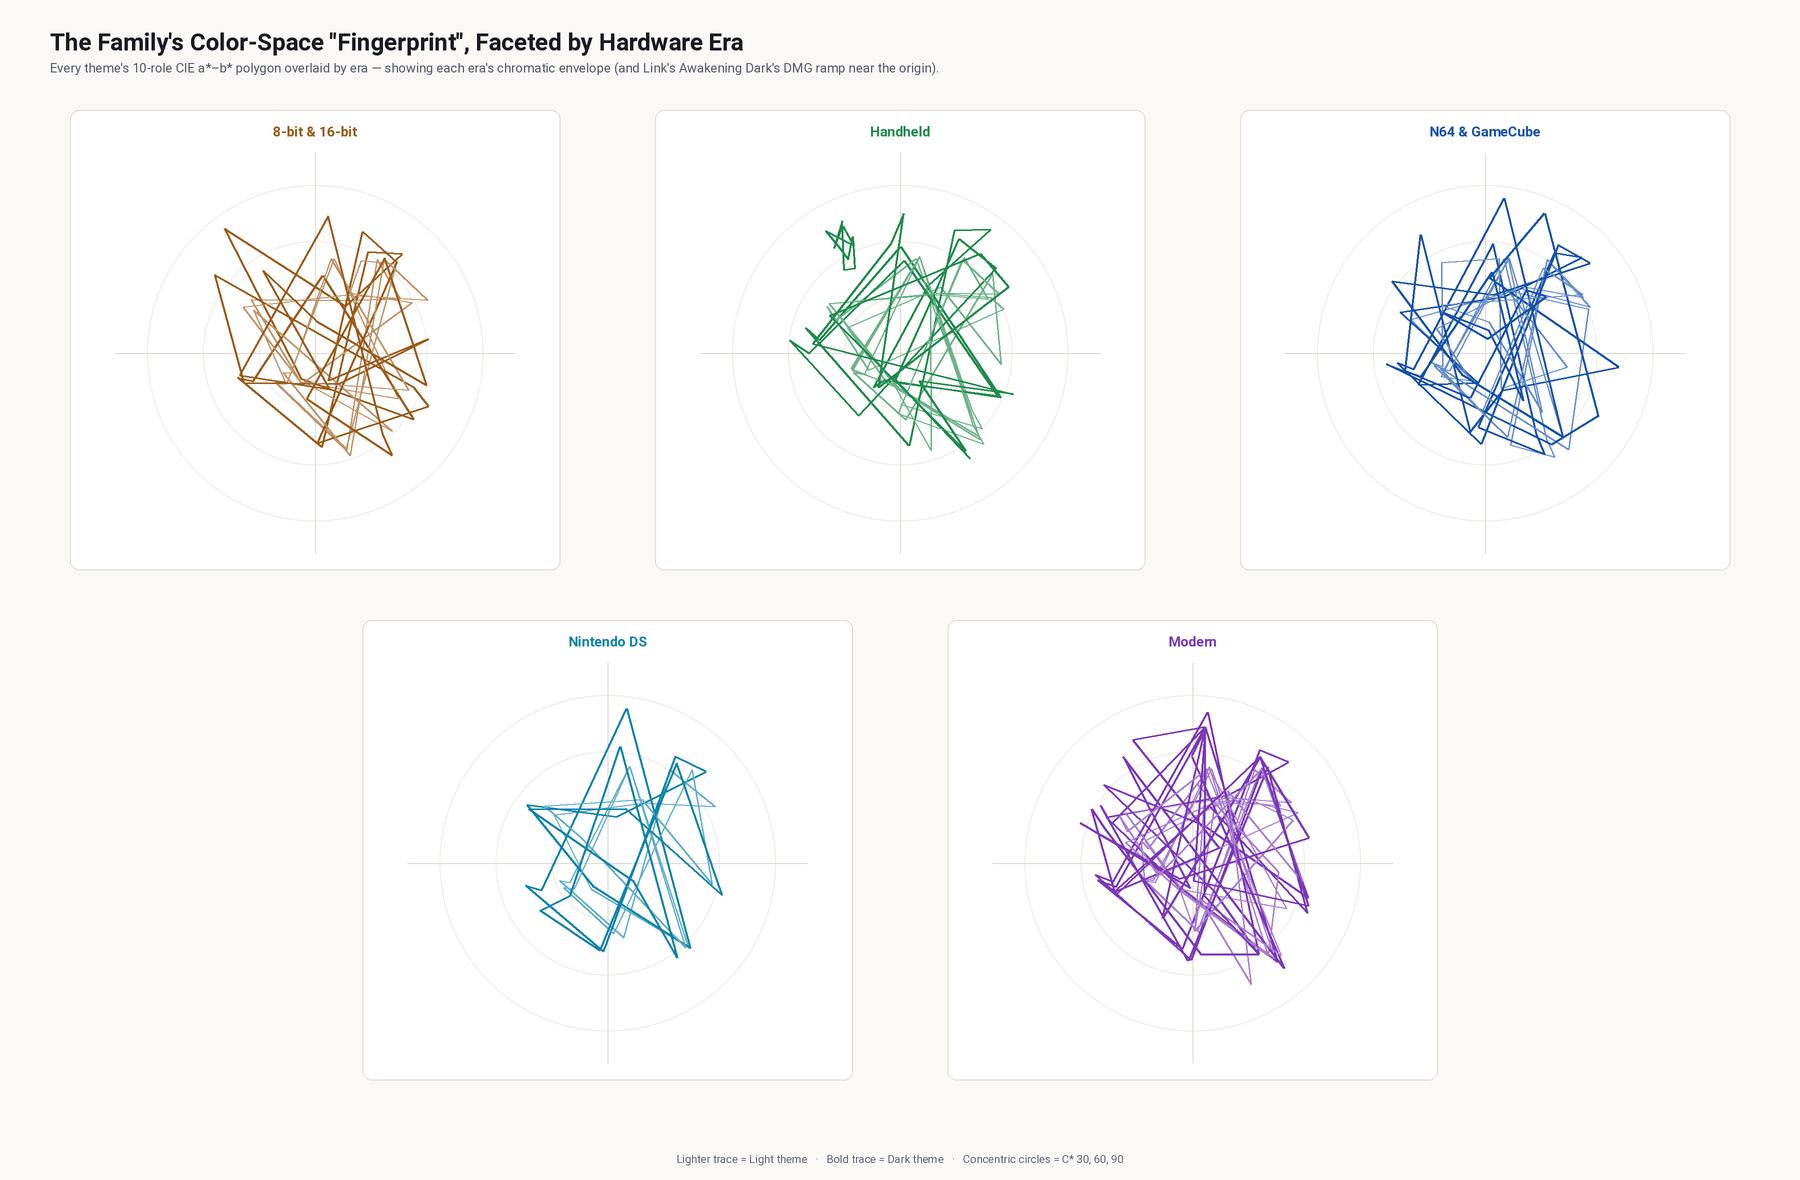 The Family's Color-Space "Fingerprint", Faceted by Hardware Era
Every theme's 10-role CIE a*–b* polygon overlaid by era — showing each era's chromatic envelope (and Link's Awakening Dark's DMG ramp near the origin).
8-bit & 16-bit
Handheld
N64 & GameCube
Nintendo DS
Modern
Lighter trace = Light theme · Bold trace = Dark theme · Concentric circles = C* 30, 60, 90